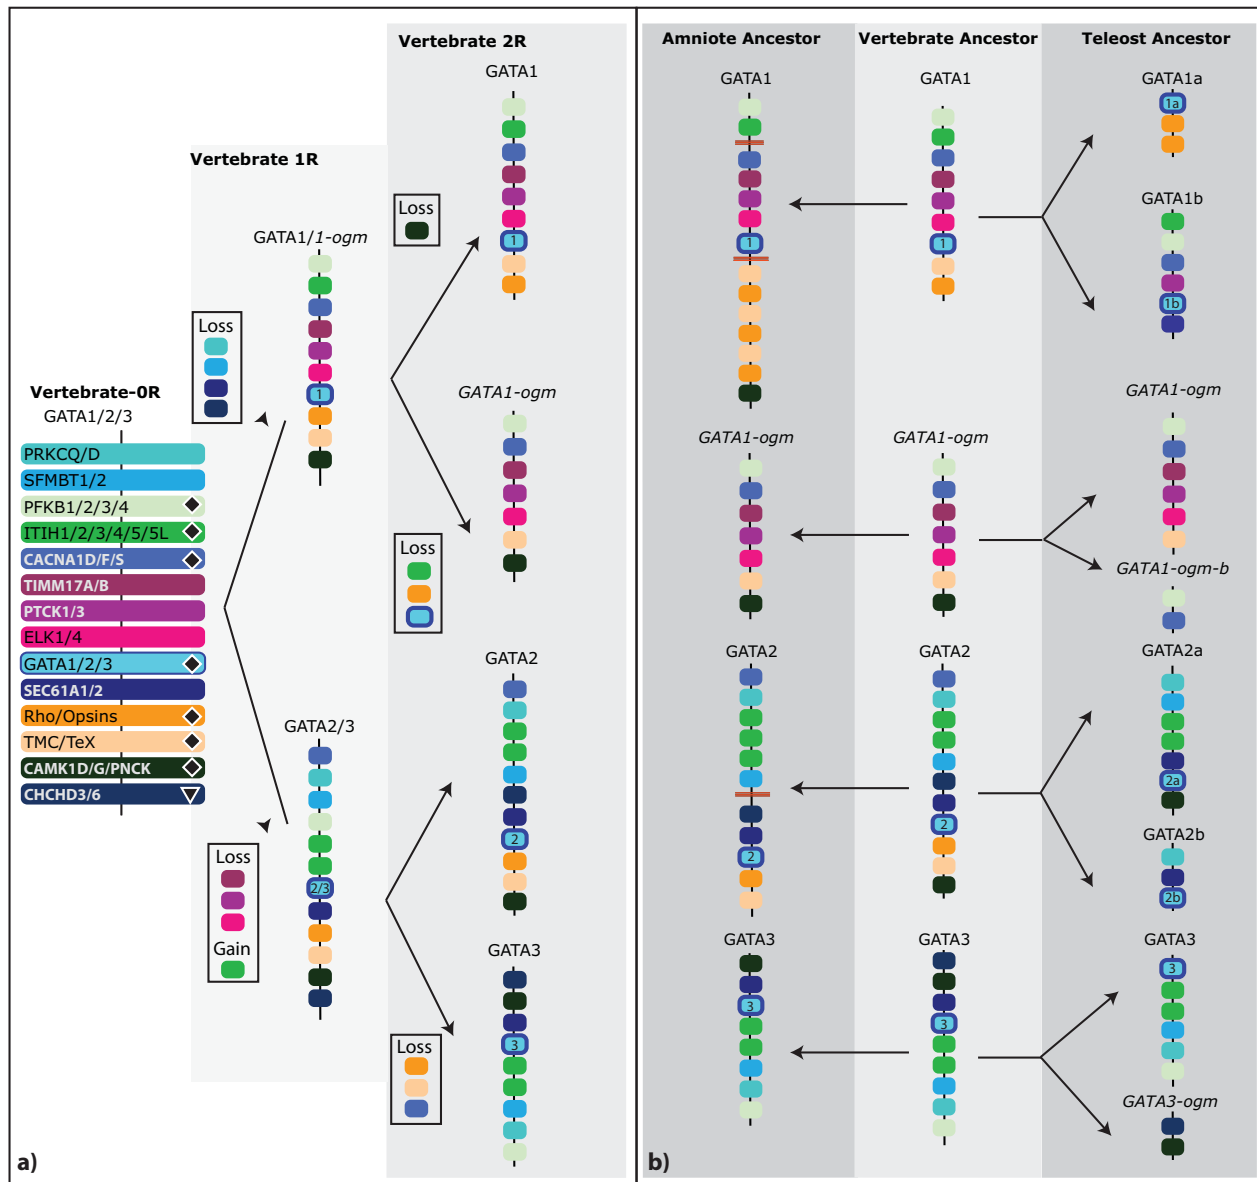 Vertebrate 2R
GATA1
1
Vertebrate 1R
Loss
GATA1/1-ogm
1
Loss
GATA1-ogm
Vertebrate-0R
GATA1/2/3
PRKCQ/D
SFMBT1/2
PFKB1/2/3/4
ITIH1/2/3/4/5/5L
CACNA1D/F/S
TIMM17A/B
PTCK1/3
ELK1/4
GATA1/2/3
SEC61A1/2
Rho/Opsins
TMC/TeX
CAMK1D/G/PNCK
CHCHD3/6
Loss
GATA2
2
GATA2/3
2/3
Loss
Gain
GATA3
3
Loss
a)
Amniote Ancestor
Vertebrate Ancestor
Teleost Ancestor
GATA1
1
GATA1
1
GATA1a
1a
GATA1b
1b
GATA1-ogm
GATA1-ogm
GATA1-ogm
GATA1-ogm-b
GATA2
2
GATA2
2
GATA2a
2a
GATA2b
2b
GATA3
3
GATA3
3
GATA3
3
GATA3-ogm
b)